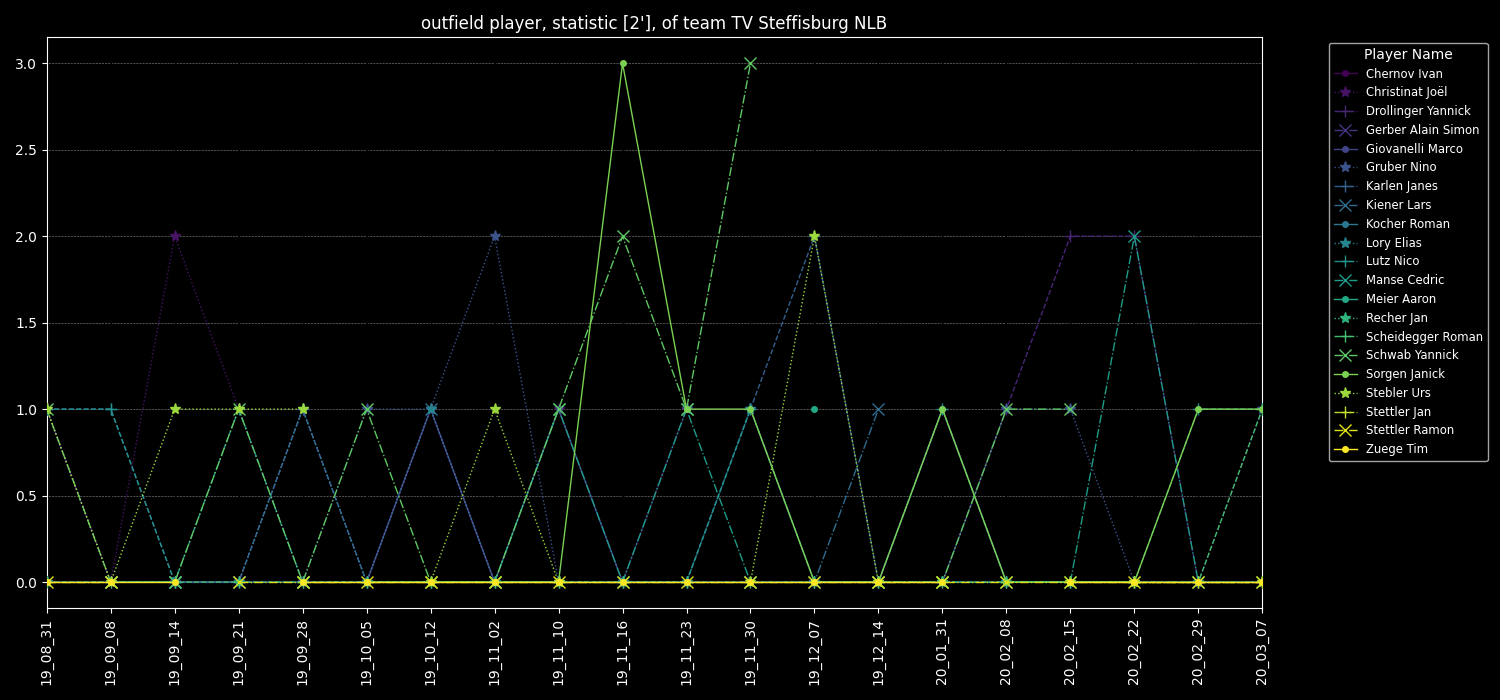 outfield player, statistic [2'], of team TV Steffisburg NLB
3.0
2.5
2.0
1.5
1.0
0.5
0.0
19_08_31
19_09_08
19_09_14
19_09_21
19_09_28
19_10_05
19_10_12
19_11_02
19_11_10
19_11_16
19_11_23
19_11_30
19_12_07
19_12_14
20_01_31
20_02_08
20_02_15
20_02_22
20_02_29
20_03_07
Player Name
Chernov Ivan
Christinat Joël
Drollinger Yannick
Gerber Alain Simon
Giovanelli Marco
Gruber Nino
Karlen Janes
Kiener Lars
Kocher Roman
Lory Elias
Lutz Nico
Manse Cedric
Meier Aaron
Recher Jan
Scheidegger Roman
Schwab Yannick
Sorgen Janick
Stebler Urs
Stettler Jan
Stettler Ramon
Zuege Tim